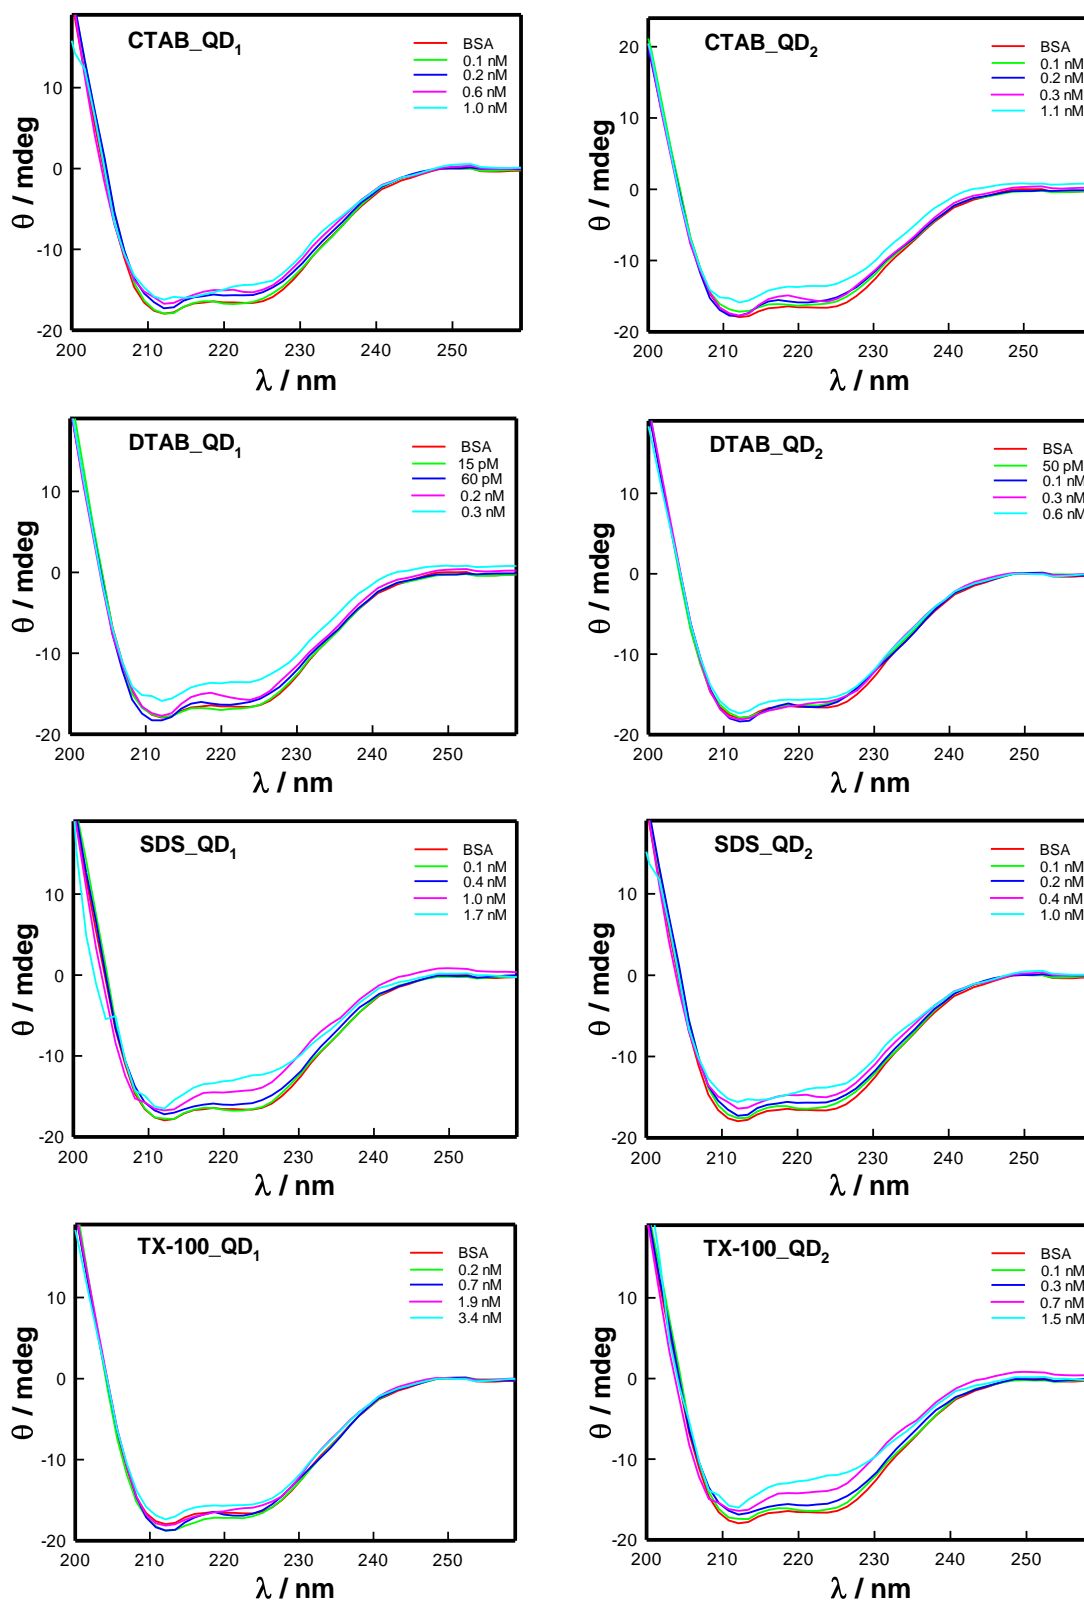 CTAB_QD1
BSA
0.1 nM
0.2 nM
0.6 nM
1.0 nM
10
0
-10
-20
θ / mdeg
200 210 220 230 240 250
λ / nm
CTAB_QD2
BSA
0.1 nM
0.2 nM
0.3 nM
1.1 nM
20
10
0
-10
-20
θ / mdeg
200 210 220 230 240 250
λ / nm
DTAB_QD1
BSA
15 pM
60 pM
0.2 nM
0.3 nM
10
0
-10
-20
θ / mdeg
200 210 220 230 240 250
λ / nm
DTAB_QD2
BSA
50 pM
0.1 nM
0.3 nM
0.6 nM
10
0
-10
-20
θ / mdeg
200 210 220 230 240 250
λ / nm
SDS_QD1
BSA
0.1 nM
0.4 nM
1.0 nM
1.7 nM
10
0
-10
-20
θ / mdeg
200 210 220 230 240 250
λ / nm
SDS_QD2
BSA
0.1 nM
0.2 nM
0.4 nM
1.0 nM
10
0
-10
-20
θ / mdeg
200 210 220 230 240 250
λ / nm
TX-100_QD1
BSA
0.2 nM
0.7 nM
1.9 nM
3.4 nM
10
0
-10
-20
θ / mdeg
200 210 220 230 240 250
λ / nm
TX-100_QD2
BSA
0.1 nM
0.3 nM
0.7 nM
1.5 nM
10
0
-10
-20
θ / mdeg
200 210 220 230 240 250
λ / nm